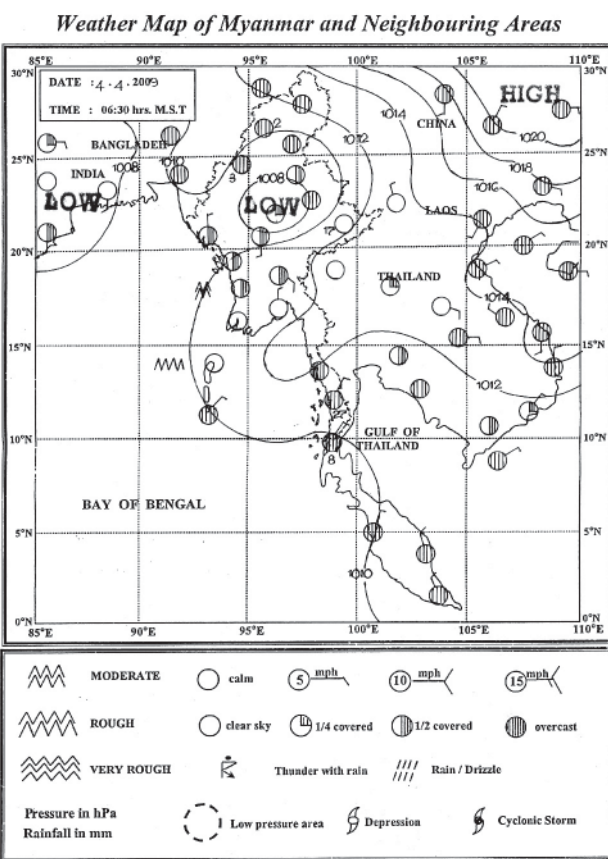 Weather Map of Myanmar and Neighbouring Areas
85°E 90°E 95°E 100°E 105°E 110°E
30°N 30°N
DATE : 4.4.2009
TIME : 06:30 hrs. M.S.T
HIGH
1014
CHINA
1020
2
1012
BANGLADEH
1010
1008
25°N 25°N
1018
INDIA
3
1008
1016
LOW
LOW
LAOS
20°N 20°N
THAILAND
1014
15°N 15°N
1012
GULF OF
THAILAND
10°N 10°N
8
BAY OF BENGAL
5°N 5°N
1010
0°N 0°N
85°E 90°E 95°E 100°E 105°E 110°E
MODERATE calm 5 mph 10 mph 15 mph
ROUGH clear sky 1/4 covered 1/2 covered overcast
VERY ROUGH Thunder with rain Rain / Drizzle
Pressure in hPa
Rainfall in mm
Low pressure area Depression Cyclonic Storm